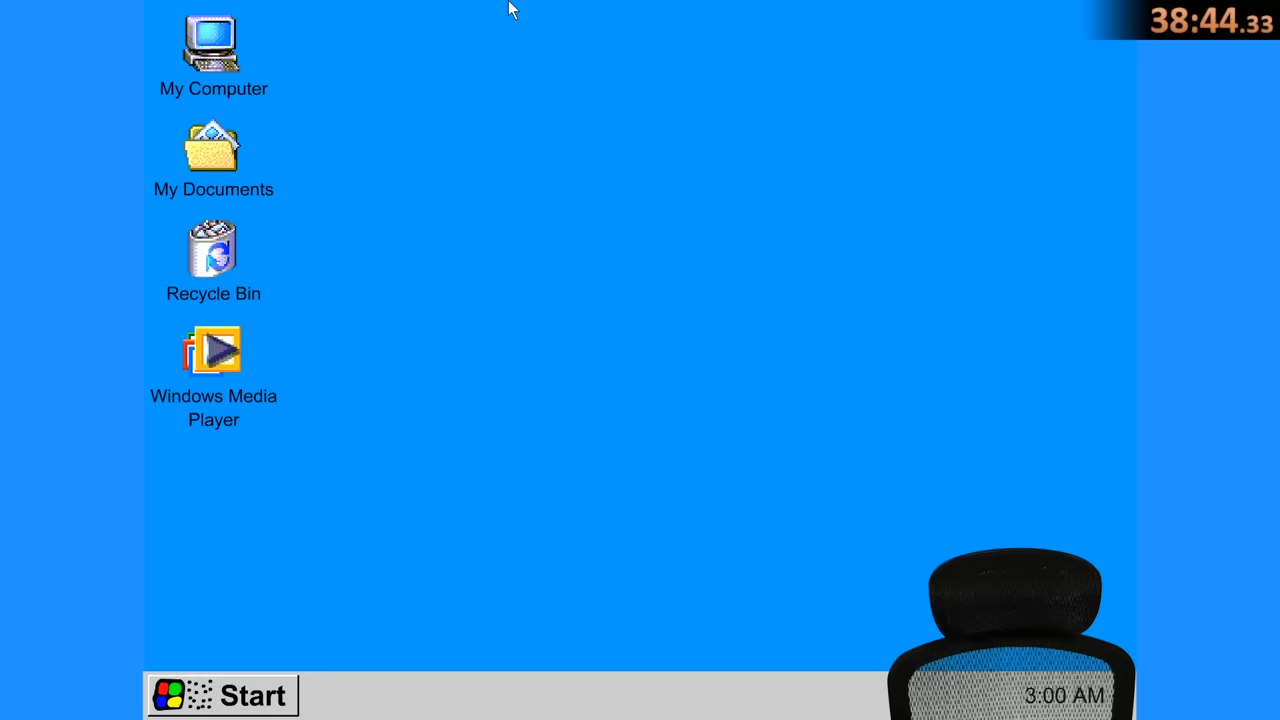 38:44.33
My Computer
My Documents
Recycle Bin
Windows Media
Player
Start
3:00 AM